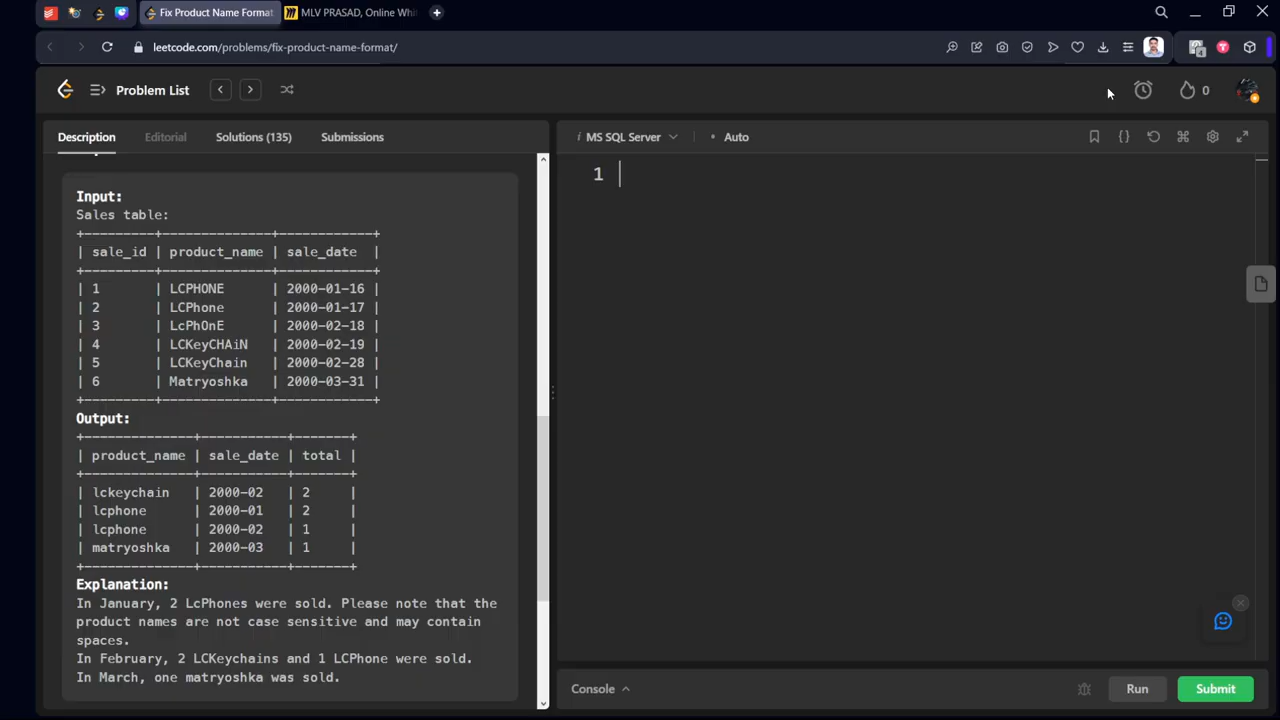 Fix Product Name Format
MLV PRASAD, Online Whit
leetcode.com/problems/fix-product-name-format/
4
Problem List
0
Description
Editorial
Solutions (135)
Submissions
i MS SQL Server
• Auto
1
Input:
Sales table:
+---------+--------------+------------+
| sale_id | product_name | sale_date  |
+---------+--------------+------------+
| 1       | LCPHONE      | 2000-01-16 |
| 2       | LCPhone      | 2000-01-17 |
| 3       | LcPhOnE      | 2000-02-18 |
| 4       | LCKeyCHAiN   | 2000-02-19 |
| 5       | LCKeyChain   | 2000-02-28 |
| 6       | Matryoshka   | 2000-03-31 |
+---------+--------------+------------+
Output:
+--------------+-----------+-------+
| product_name | sale_date | total |
+--------------+-----------+-------+
| lckeychain   | 2000-02   | 2     |
| lcphone      | 2000-01   | 2     |
| lcphone      | 2000-02   | 1     |
| matryoshka   | 2000-03   | 1     |
+--------------+-----------+-------+
Explanation:
In January, 2 LcPhones were sold. Please note that the
product names are not case sensitive and may contain
spaces.
In February, 2 LCKeychains and 1 LCPhone were sold.
In March, one matryoshka was sold.
Console
Run
Submit